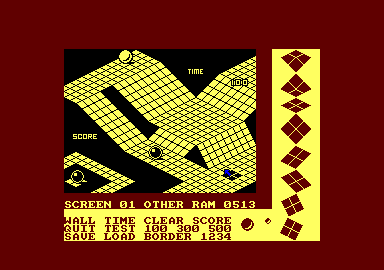 TIME
SCORE
SCREEN 01 OTHER RAM 0513
WALL TIME CLEAR SCORE
QUIT TEST 100 300 500
SAVE LOAD BORDER 1234